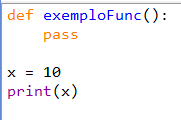 def exemploFunc():
    pass

x = 10
print(x)